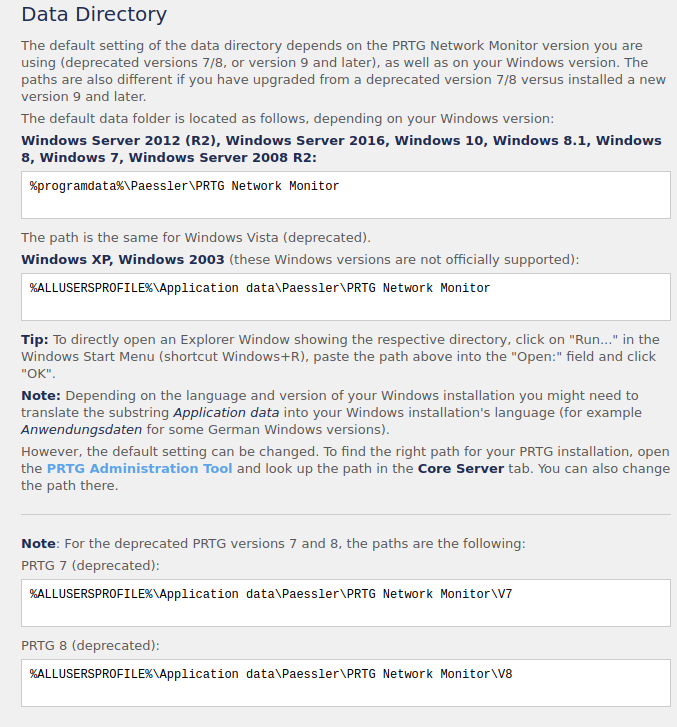 Data Directory
The default setting of the data directory depends on the PRTG Network Monitor version you are
using (deprecated versions 7/8, or version 9 and later), as well as on your Windows version. The
paths are also different if you have upgraded from a deprecated version 7/8 versus installed a new
version 9 and later.
The default data folder is located as follows, depending on your Windows version:
Windows Server 2012 (R2), Windows Server 2016, Windows 10, Windows 8.1, Windows
8, Windows 7, Windows Server 2008 R2:
%programdata%\Paessler\PRTG Network Monitor
The path is the same for Windows Vista (deprecated).
Windows XP, Windows 2003 (these Windows versions are not officially supported):
%ALLUSERSPROFILE%\Application data\Paessler\PRTG Network Monitor
Tip: To directly open an Explorer Window showing the respective directory, click on "Run..." in the
Windows Start Menu (shortcut Windows+R), paste the path above into the "Open:" field and click
"OK".
Note: Depending on the language and version of your Windows installation you might need to
translate the substring Application data into your Windows installation's language (for example
Anwendungsdaten for some German Windows versions).
However, the default setting can be changed. To find the right path for your PRTG installation, open
the PRTG Administration Tool and look up the path in the Core Server tab. You can also change
the path there.
Note: For the deprecated PRTG versions 7 and 8, the paths are the following:
PRTG 7 (deprecated):
%ALLUSERSPROFILE%\Application data\Paessler\PRTG Network Monitor\V7
PRTG 8 (deprecated):
%ALLUSERSPROFILE%\Application data\Paessler\PRTG Network Monitor\V8